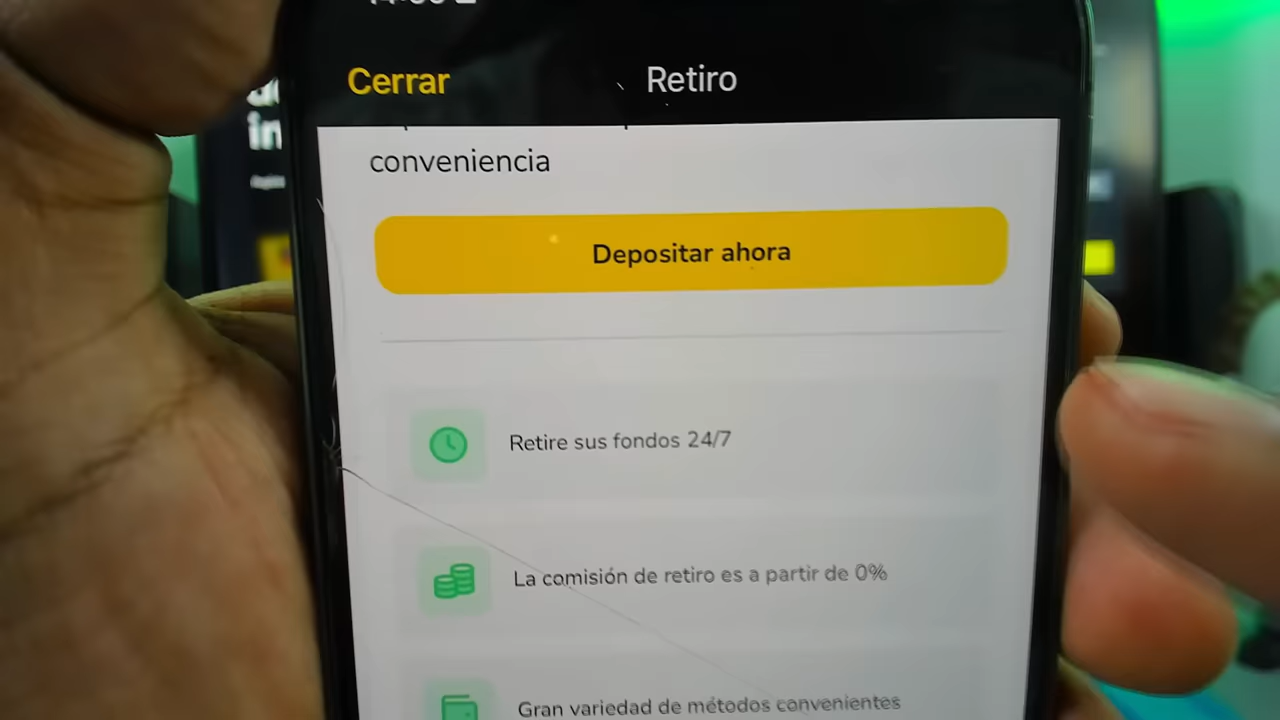 Cerrar
Retiro
conveniencia
Depositar ahora
Retire sus fondos 24/7
La comisión de retiro es a partir de 0%
Gran variedad de métodos convenientes